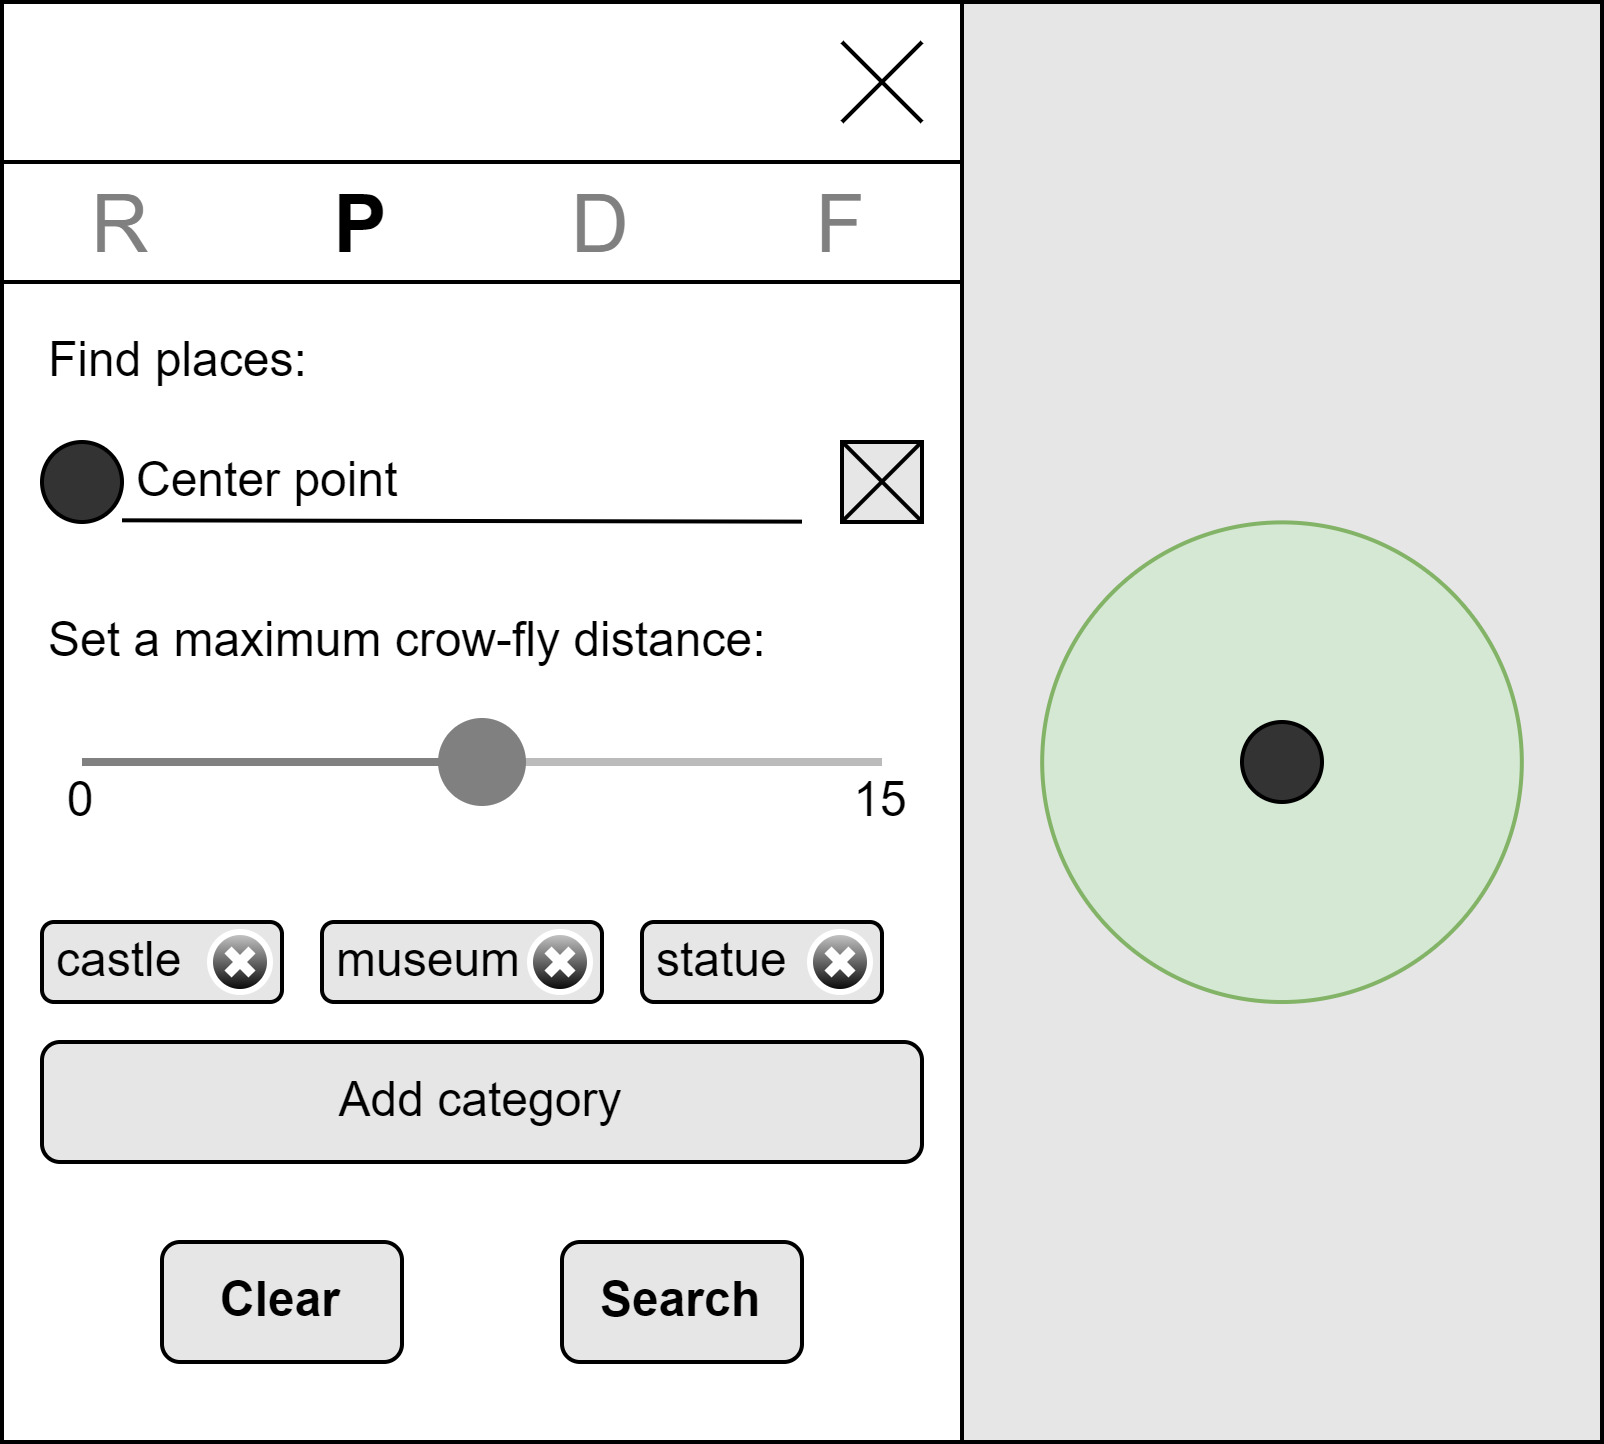 R P D F
Find places:
Center point
Set a maximum crow-fly distance:
0 15
castle museum statue
Add category
Clear Search